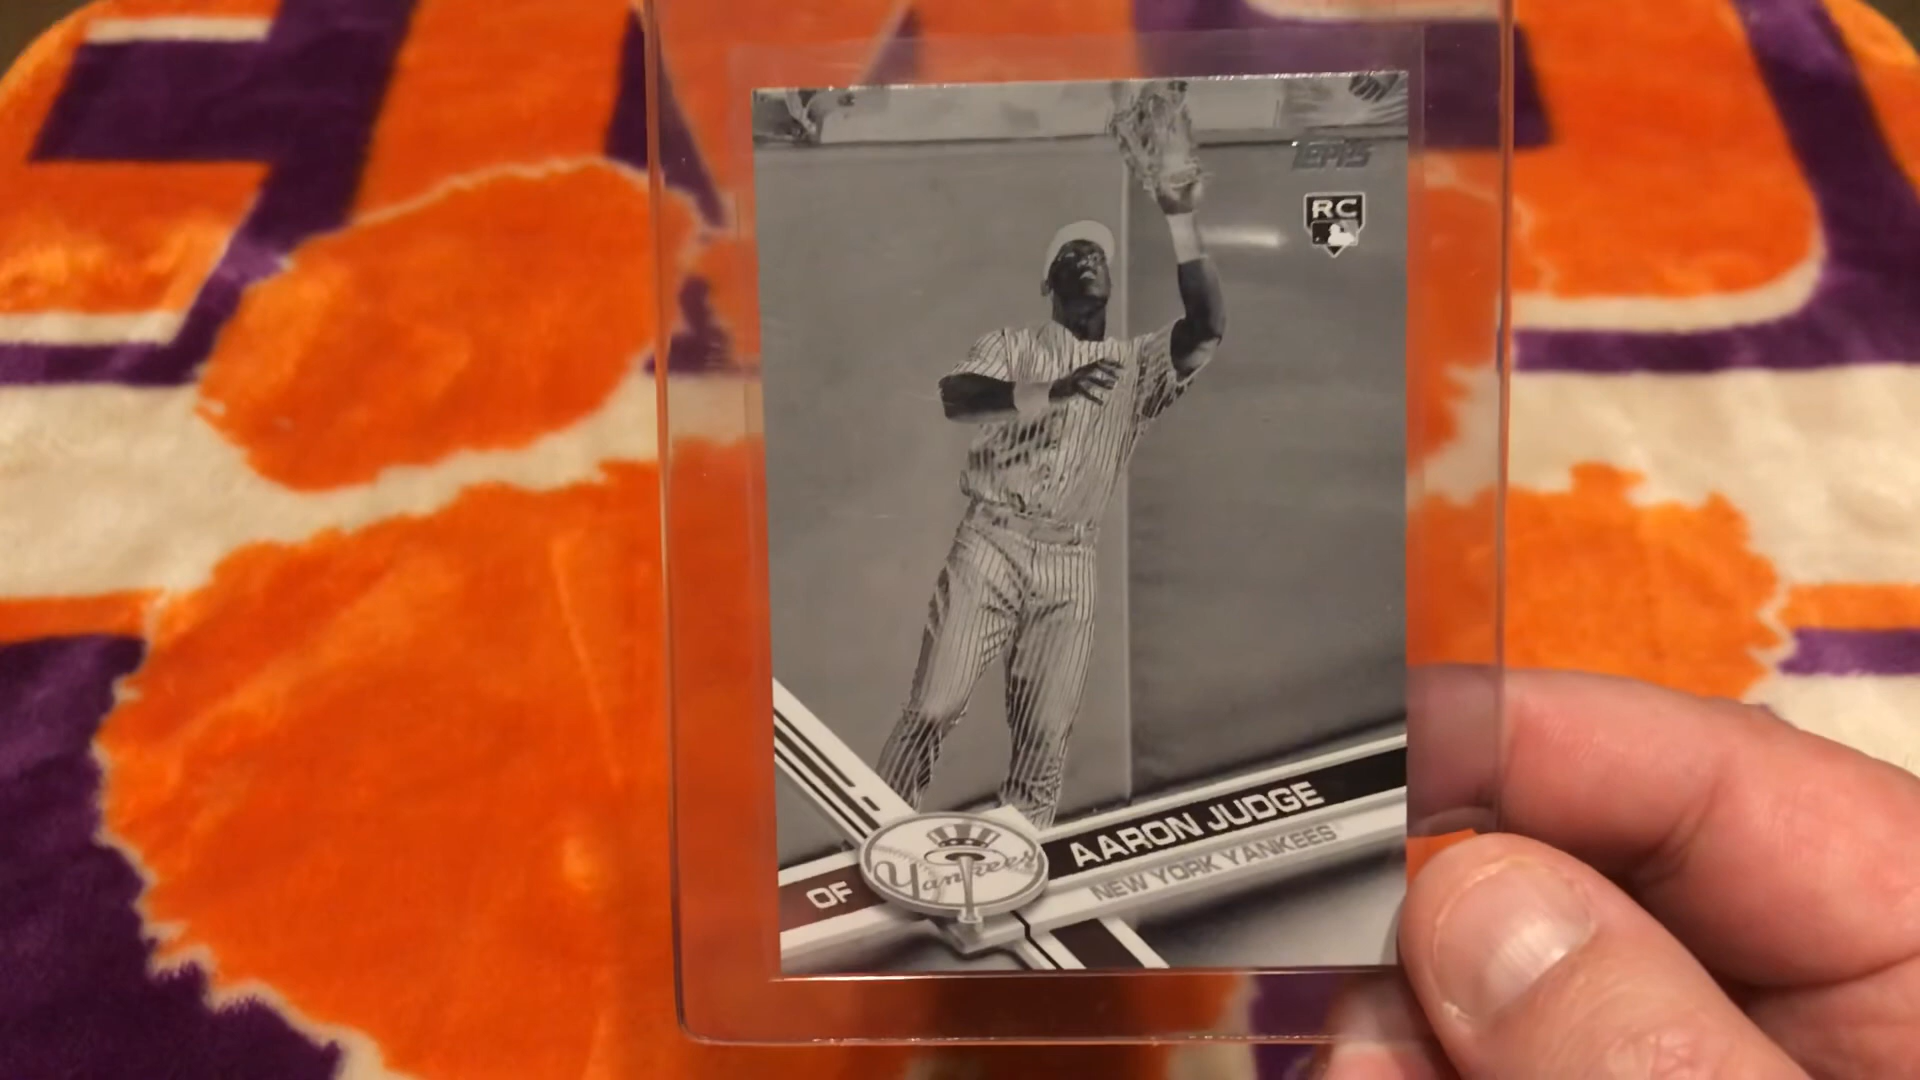 TOPPS
RC
AARON JUDGE
OF
Yankees
NEW YORK YANKEES